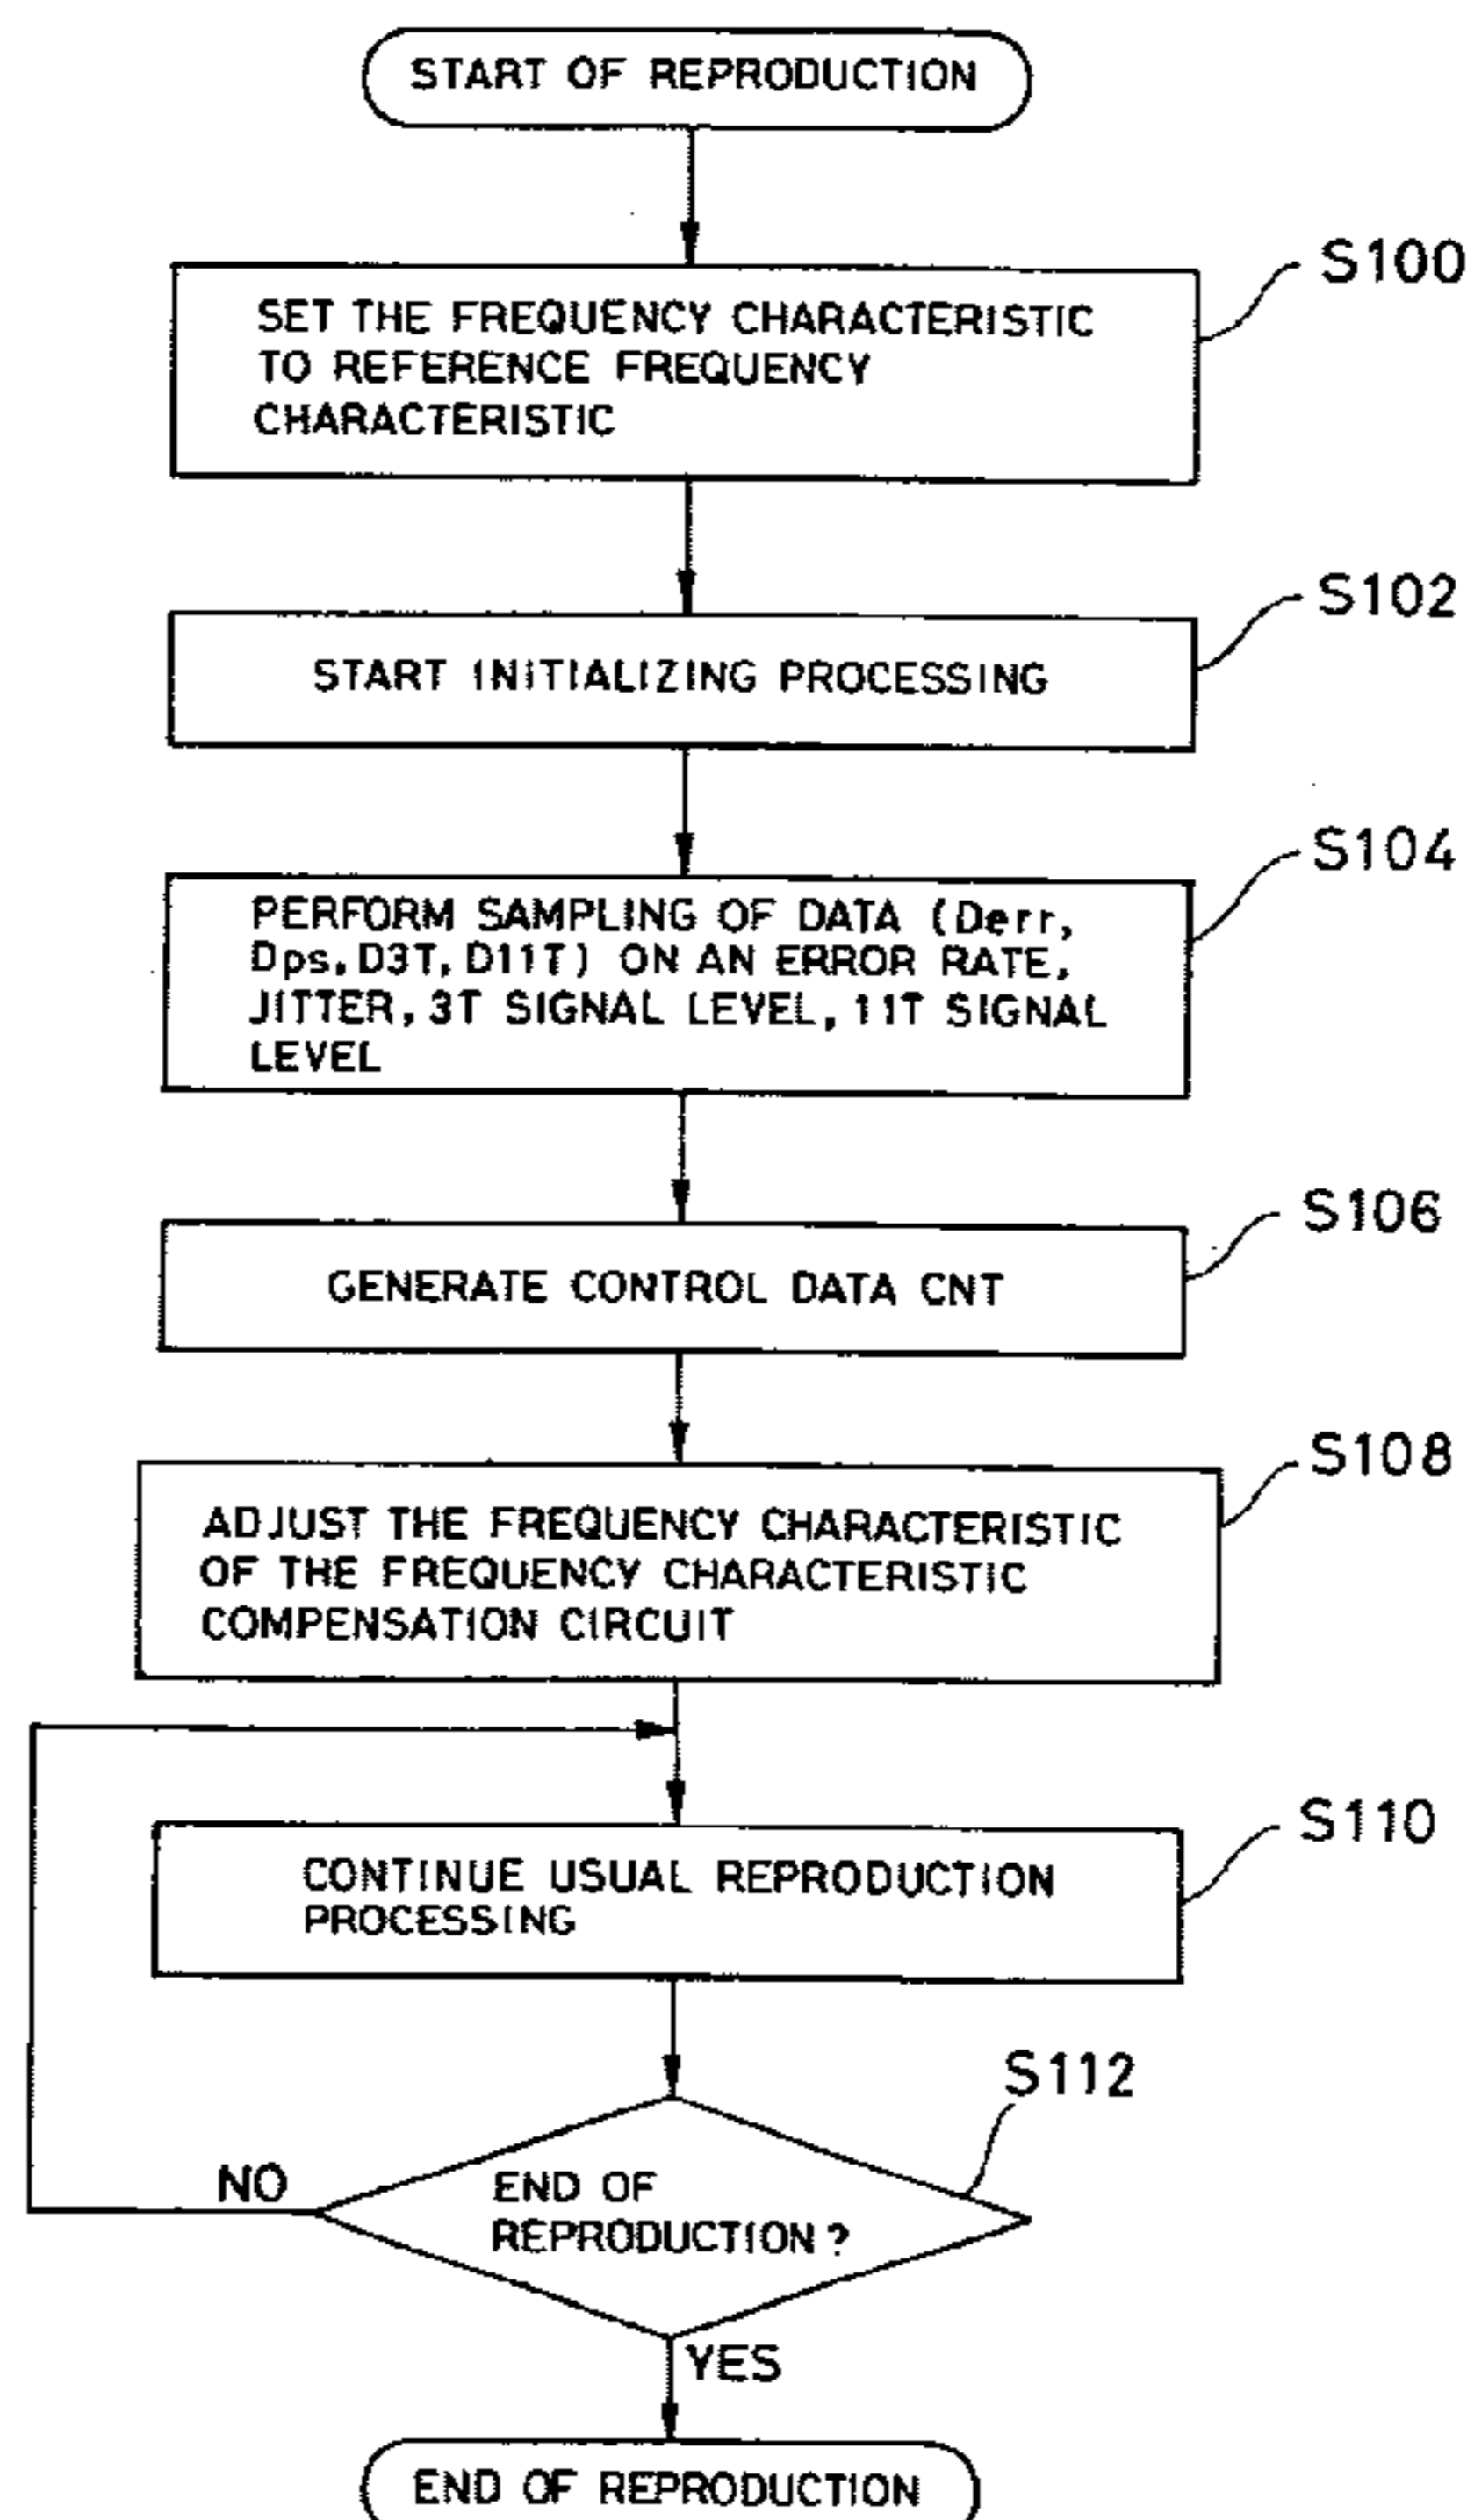 START OF REPRODUCTION
S100
SET THE FREQUENCY CHARACTERISTIC
TO REFERENCE FREQUENCY
CHARACTERISTIC
S102
START INITIALIZING PROCESSING
S104
PERFORM SAMPLING OF DATA (Derr,
Dps, D3T, D11T) ON AN ERROR RATE,
JITTER, 3T SIGNAL LEVEL, 11T SIGNAL
LEVEL
S106
GENERATE CONTROL DATA CNT
S108
ADJUST THE FREQUENCY CHARACTERISTIC
OF THE FREQUENCY CHARACTERISTIC
COMPENSATION CIRCUIT
S110
CONTINUE USUAL REPRODUCTION
PROCESSING
S112
NO
END OF
REPRODUCTION?
YES
END OF REPRODUCTION